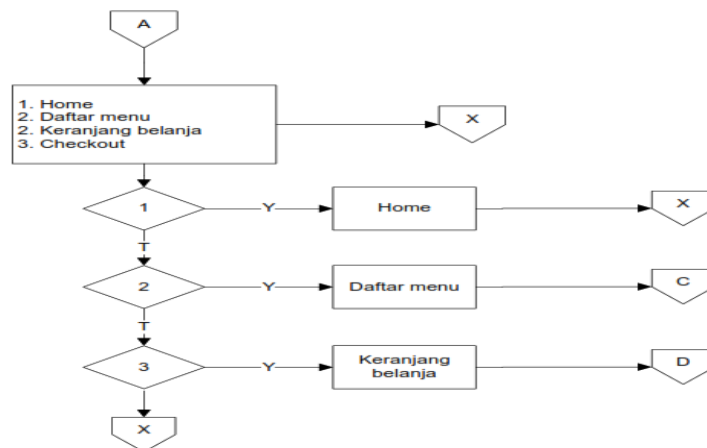 A
1. Home
2. Daftar menu
2. Keranjang belanja
3. Checkout
X
1
Y
Home
X
T
2
Y
Daftar menu
C
T
3
Y
Keranjang
belanja
D
X